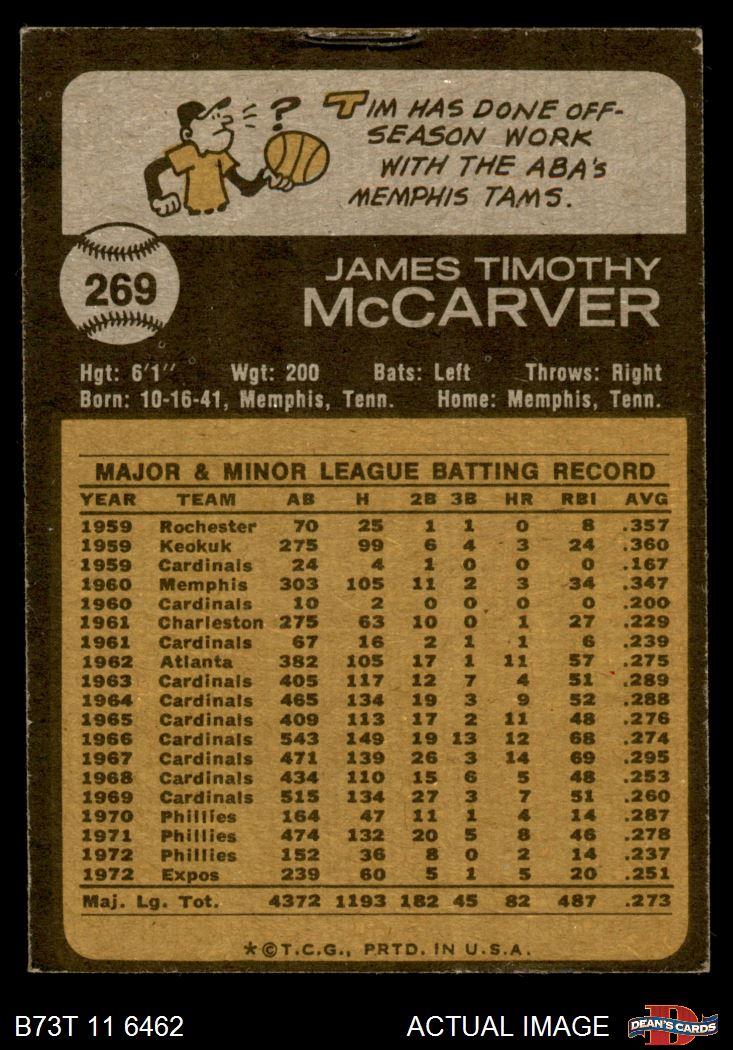 ?
TIM HAS DONE OFF-
SEASON WORK
WITH THE ABA'S
MEMPHIS TAMS.
269
JAMES TIMOTHY
McCARVER
Hgt: 6'1" Wgt: 200 Bats: Left Throws: Right
Born: 10-16-41, Memphis, Tenn. Home: Memphis, Tenn.
MAJOR & MINOR LEAGUE BATTING RECORD
YEAR TEAM AB H 2B 3B HR RBI AVG
1959 Rochester 70 25 1 1 0 8 .357
1959 Keokuk 275 99 6 4 3 24 .360
1959 Cardinals 24 4 1 0 0 0 .167
1960 Memphis 303 105 11 2 3 34 .347
1960 Cardinals 10 2 0 0 0 0 .200
1961 Charleston 275 63 10 0 1 27 .229
1961 Cardinals 67 16 2 1 1 6 .239
1962 Atlanta 382 105 17 1 11 57 .275
1963 Cardinals 405 117 12 7 4 51 .289
1964 Cardinals 465 134 19 3 9 52 .288
1965 Cardinals 409 113 17 2 11 48 .276
1966 Cardinals 543 149 19 13 12 68 .274
1967 Cardinals 471 139 26 3 14 69 .295
1968 Cardinals 434 110 15 6 5 48 .253
1969 Cardinals 515 134 27 3 7 51 .260
1970 Phillies 164 47 11 1 4 14 .287
1971 Phillies 474 132 20 5 8 46 .278
1972 Phillies 152 36 8 0 2 14 .237
1972 Expos 239 60 5 1 5 20 .251
Maj. Lg. Tot. 4372 1193 182 45 82 487 .273
*©T.C.G., PRTD. IN U.S.A.
B73T 11 6462 ACTUAL IMAGE D DEAN'S CARDS